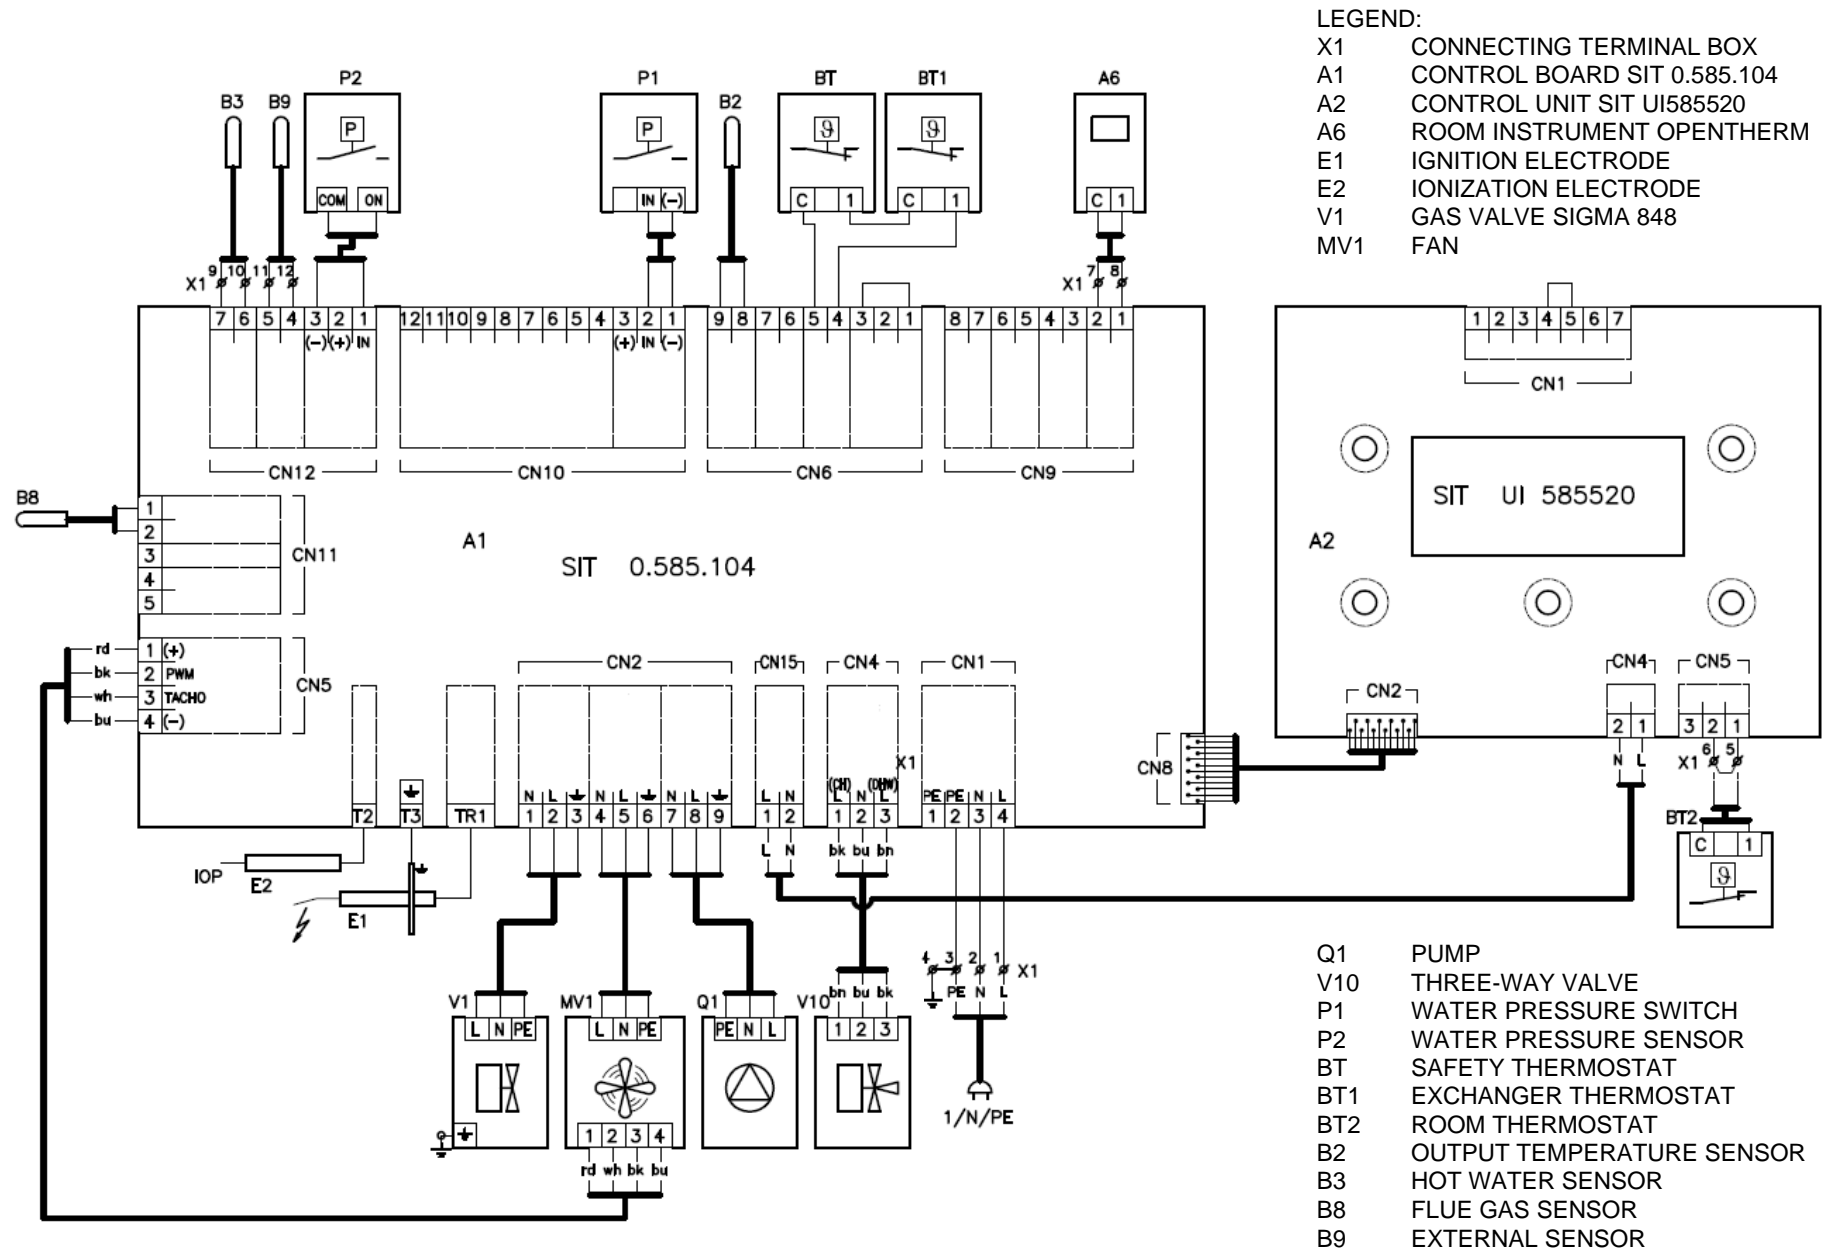 LEGEND:
X1 CONNECTING TERMINAL BOX
A1 CONTROL BOARD SIT 0.585.104
A2 CONTROL UNIT SIT UI585520
A6 ROOM INSTRUMENT OPENTHERM
E1 IGNITION ELECTRODE
E2 IONIZATION ELECTRODE
V1 GAS VALVE SIGMA 848
MV1 FAN
P2 P1 BT BT1 A6
B3 B9 B2
P P ϑ ϑ
COM ON IN (-) C 1 C 1 C 1
X1 9 10 11 12 X1 7 8
7 6 5 4 3 2 1 12 11 10 9 8 7 6 5 4 3 2 1 9 8 7 6 5 4 3 2 1 8 7 6 5 4 3 2 1 1 2 3 4 5 6 7
(-) (+) IN (+) IN (-)
CN1
CN12 CN10 CN6 CN9
SIT UI 585520
B8
1
2
3 CN11
4
5
A1 SIT 0.585.104
A2
rd 1 (+)
bk 2 PWM
wh 3 TACHO
bu 4 (-)
CN5
CN2 CN15 CN4 CN1
CN2 CN4 CN5
CN8
(CH) (DHW) X1
N L N L N L L N L N L PE PE N L
T2 T3 TR1 1 2 3 4 5 6 7 8 9 1 2 1 2 3 1 2 3 4
2 1 3 2 1
N L X1 6 5
L N bk bu bn
BT2
C 1
ϑ
IOP E2
E1
4 3 2 1 X1
PE N L
bn bu bk
V1 MV1 Q1 V10
L N PE L N PE PE N L 1 2 3
1/N/PE
1 2 3 4
rd wh bk bu
Q1 PUMP
V10 THREE-WAY VALVE
P1 WATER PRESSURE SWITCH
P2 WATER PRESSURE SENSOR
BT SAFETY THERMOSTAT
BT1 EXCHANGER THERMOSTAT
BT2 ROOM THERMOSTAT
B2 OUTPUT TEMPERATURE SENSOR
B3 HOT WATER SENSOR
B8 FLUE GAS SENSOR
B9 EXTERNAL SENSOR